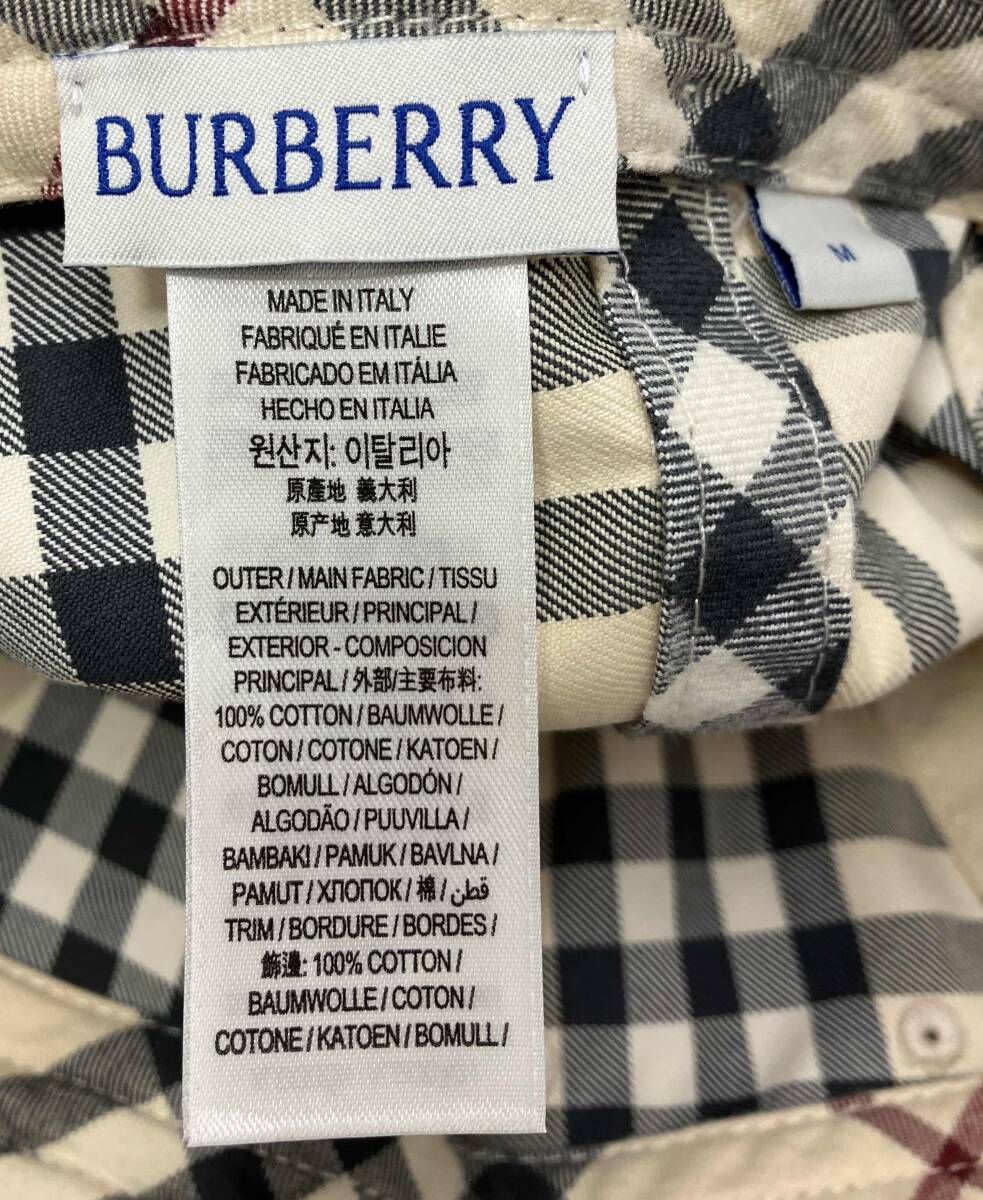 BURBERRY
M
MADE IN ITALY
FABRIQUÉ EN ITALIE
FABRICADO EM ITÁLIA
HECHO EN ITALIA
원산지: 이탈리아
原產地 義大利
原产地 意大利
OUTER / MAIN FABRIC / TISSU
EXTÉRIEUR / PRINCIPAL /
EXTERIOR - COMPOSICION
PRINCIPAL / 外部/主要布料:
100% COTTON / BAUMWOLLE /
COTON / COTONE / KATOEN /
BOMULL / ALGODÓN /
ALGODÃO / PUUVILLA /
BAMBAKI / PAMUK / BAVLNA /
PAMUT / ХЛОПОК / 棉 / قطن
TRIM / BORDURE / BORDES /
飾邊: 100% COTTON /
BAUMWOLLE / COTON /
COTONE / KATOEN / BOMULL /